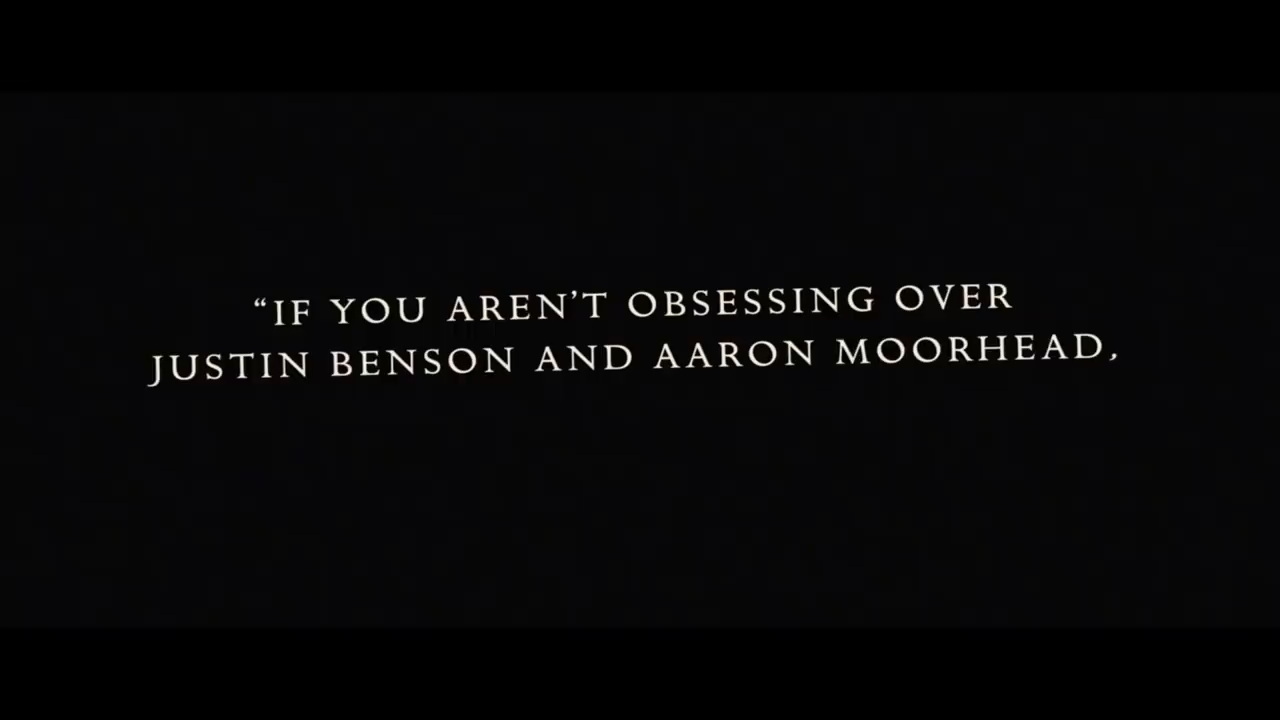 “IF YOU AREN’T OBSESSING OVER
JUSTIN BENSON AND AARON MOORHEAD,